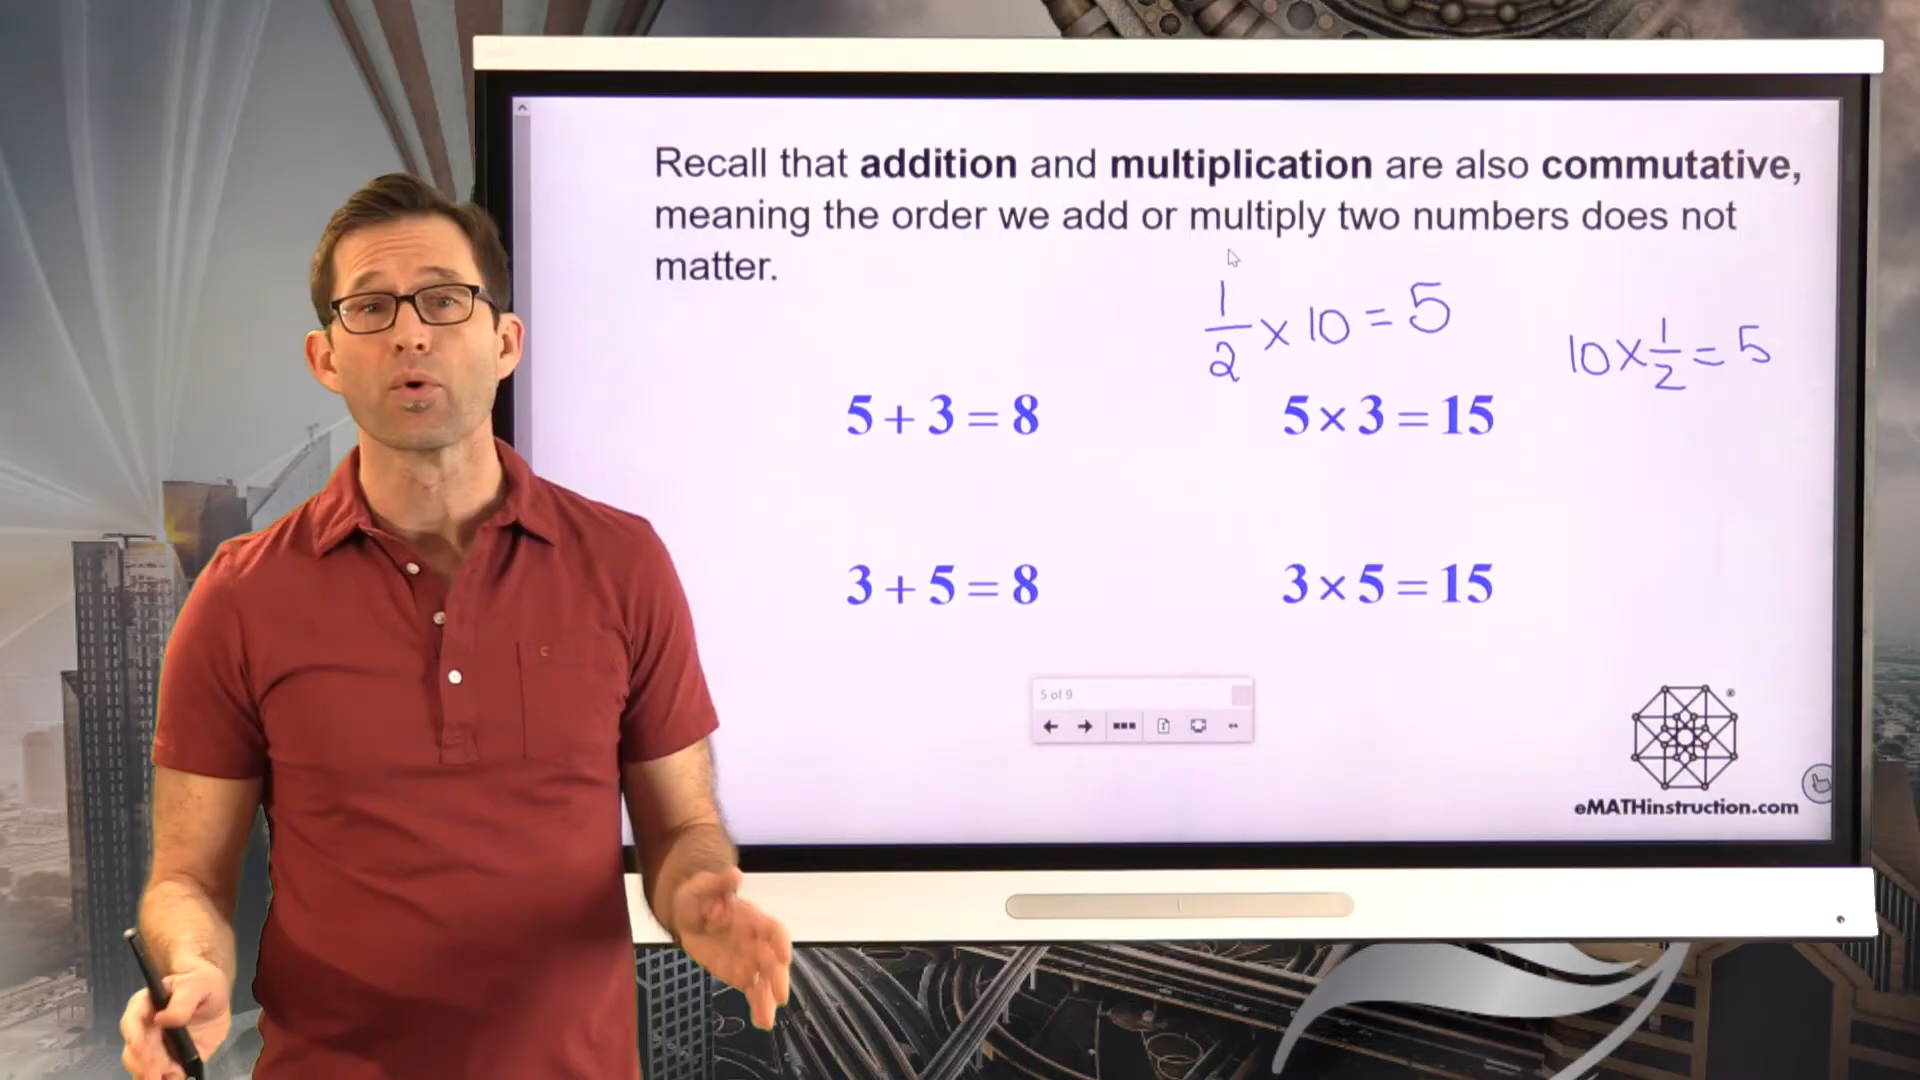 Recall that addition and multiplication are also commutative,
meaning the order we add or multiply two numbers does not
matter.
1/2 × 10 = 5
10 × 1/2 = 5
5 + 3 = 8
5 × 3 = 15
3 + 5 = 8
3 × 5 = 15
5 of 9
®
eMATHinstruction.com